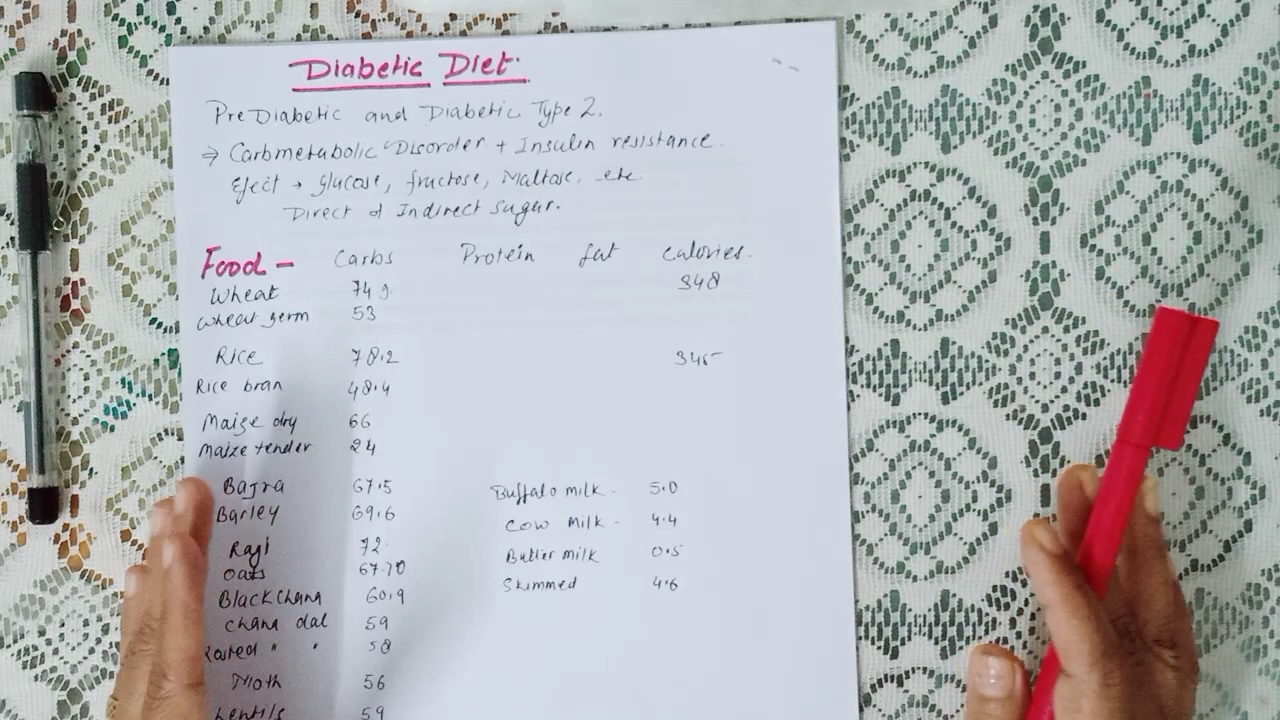 Diabetic Diet.
Pre Diabetic and Diabetic Type 2.
⇒ Carbmetabolic Disorder + Insulin resistance.
Efect → glucose, fructose, Maltose, etc
Direct & Indirect sugar.
Food - Carbs Protein fat calories.
Wheat 74 g. 348
Wheat germ 53
Rice 78.2 345
Rice bran 48.4
Maize dry 66
Maize tender 24
Bajra 67.5 Buffalo milk - 5.0
Barley 69.6 Cow Milk - 4.4
Ragi 72 Butter milk 0.5
Oats 67.70 Skimmed 4.6
Black Chana 60.9
Chana dal 59
" " 58
Moth 56
Lentils 59